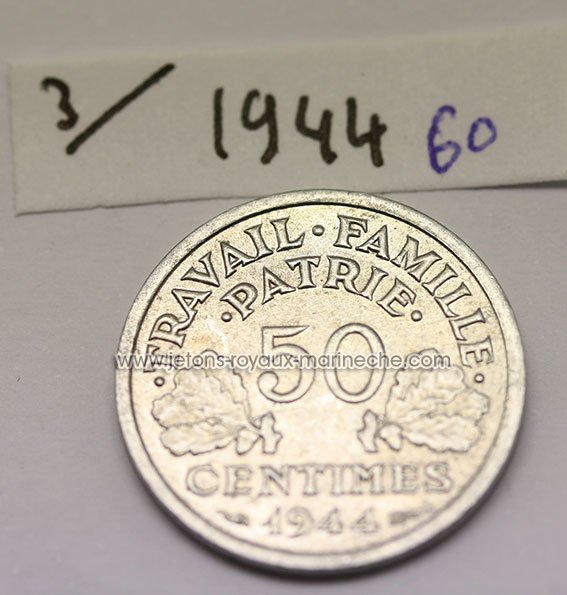 3/ 1944 60
TRAVAIL · FAMILLE
· PATRIE ·
www.jetons-royaux-marineche.com
50
CENTIMES
1944